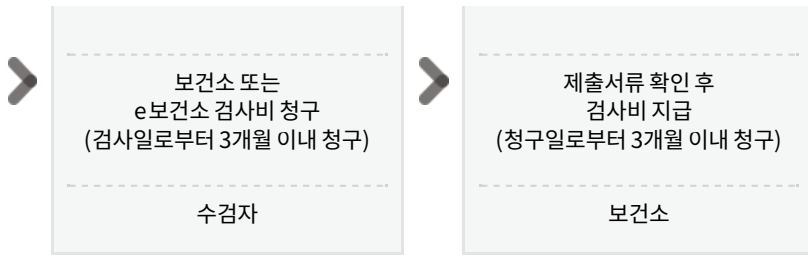 보건소 또는
e보건소 검사비 청구
(검사일로부터 3개월 이내 청구)
수검자
제출서류 확인 후
검사비 지급
(청구일로부터 3개월 이내 청구)
보건소